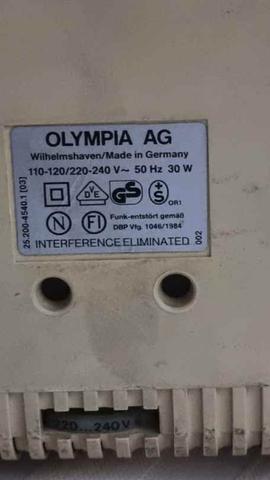 OLYMPIA AG
Wilhelmshaven/Made in Germany
110-120/220-240 V~ 50 Hz 30 W
VDE GS S OR1
N FI Funk-entstört gemäß
DBP Vfg. 1046/1984
INTERFERENCE ELIMINATED
002
25.200-4540.1 [03]
220...240V